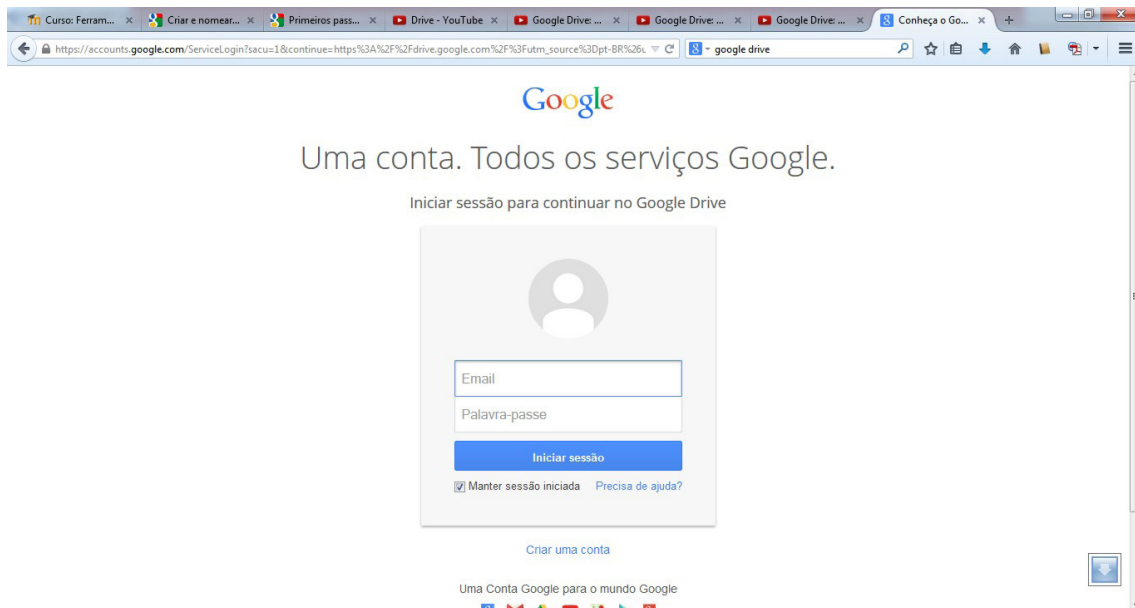 Curso: Ferram... Criar e nomear... Primeiros pass... Drive - YouTube Google Drive: ... Google Drive: ... Google Drive: ... Conheça o Go...
https://accounts.google.com/ServiceLogin?sacu=1&continue=https%3A%2F%2Fdrive.google.com%2F%3Futm_source%3Dpt-BR%26u google drive
Google
Uma conta. Todos os serviços Google.
Iniciar sessão para continuar no Google Drive
Email
Palavra-passe
Iniciar sessão
Manter sessão iniciada Precisa de ajuda?
Criar uma conta
Uma Conta Google para o mundo Google